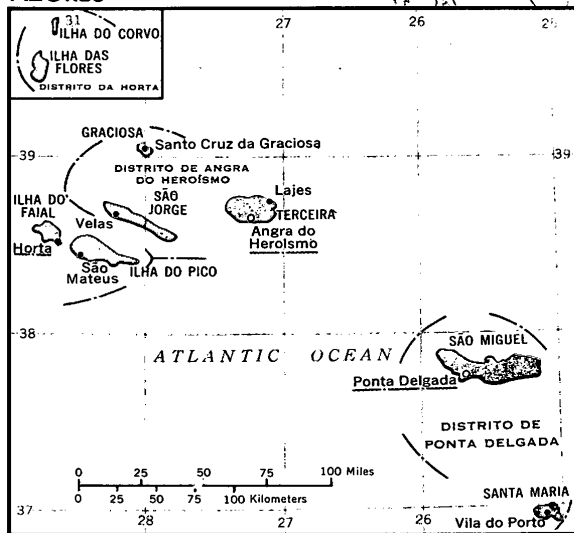 27
26
31
ILHA DO CORVO
ILHA DAS
FLORES
DISTRITO DA HORTA
GRACIOSA
Santo Cruz da Graciosa
39
39
DISTRITO DE ANGRA
DO HEROÍSMO
ILHA DO
FAIAL
SÃO
JORGE
Lajes
Velas
TERCEIRA
Angra do
Heroísmo
Horta
São
Mateus
ILHA DO PICO
38
ATLANTIC OCEAN
SÃO MIGUEL
Ponta Delgada
DISTRITO DE
PONTA DELGADA
0 25 50 75 100 Miles
0 25 50 75 100 Kilometers
SANTA MARIA
Vila do Porto
37
28
27
26